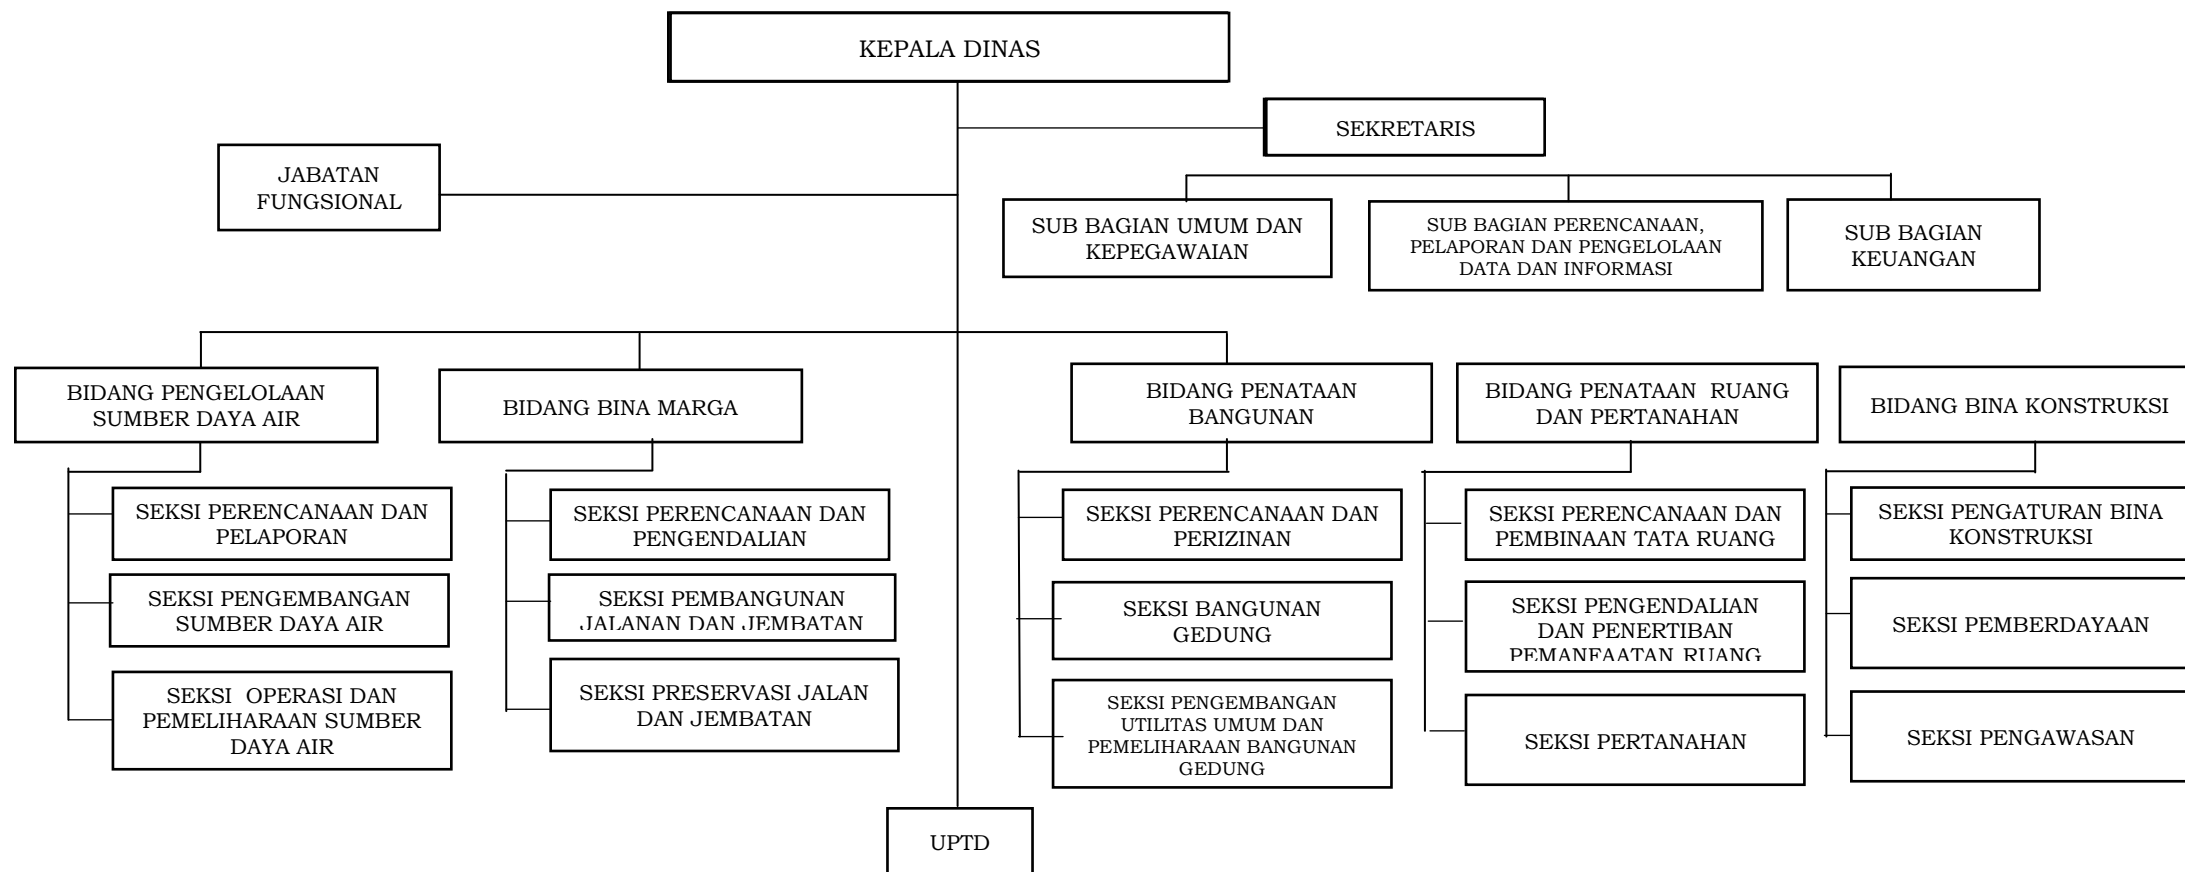 KEPALA DINAS
SEKRETARIS
JABATAN
FUNGSIONAL
SUB BAGIAN UMUM DAN
KEPEGAWAIAN
SUB BAGIAN PERENCANAAN,
PELAPORAN DAN PENGELOLAAN
DATA DAN INFORMASI
SUB BAGIAN
KEUANGAN
BIDANG PENGELOLAAN
SUMBER DAYA AIR
BIDANG BINA MARGA
BIDANG PENATAAN
BANGUNAN
BIDANG PENATAAN RUANG
DAN PERTANAHAN
BIDANG BINA KONSTRUKSI
SEKSI PERENCANAAN DAN
PELAPORAN
SEKSI PENGEMBANGAN
SUMBER DAYA AIR
SEKSI OPERASI DAN
PEMELIHARAAN SUMBER
DAYA AIR
SEKSI PERENCANAAN DAN
PENGENDALIAN
SEKSI PEMBANGUNAN
JALANAN DAN JEMBATAN
SEKSI PRESERVASI JALAN
DAN JEMBATAN
SEKSI PERENCANAAN DAN
PERIZINAN
SEKSI BANGUNAN
GEDUNG
SEKSI PENGEMBANGAN
UTILITAS UMUM DAN
PEMELIHARAAN BANGUNAN
GEDUNG
SEKSI PERENCANAAN DAN
PEMBINAAN TATA RUANG
SEKSI PENGENDALIAN
DAN PENERTIBAN
PEMANFAATAN RUANG
SEKSI PERTANAHAN
SEKSI PENGATURAN BINA
KONSTRUKSI
SEKSI PEMBERDAYAAN
SEKSI PENGAWASAN
UPTD